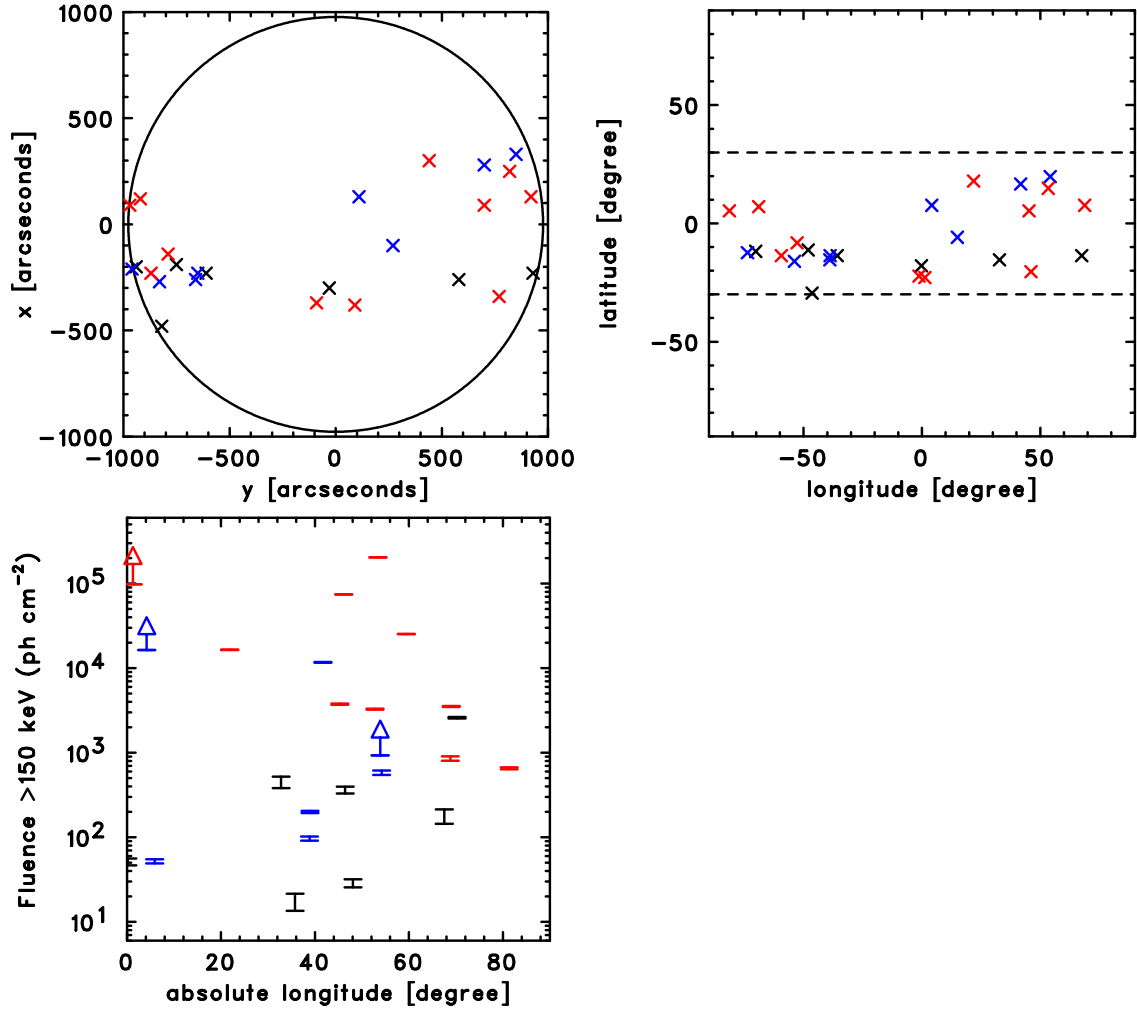 1000
500
0
−500
−1000
−1000 −500 0 500 1000
x [arcseconds]
y [arcseconds]
50
0
−50
−50 0 50
latitude [degree]
longitude [degree]
10^5
10^4
10^3
10^2
10^1
0 20 40 60 80
Fluence >150 keV (ph cm^−2)
absolute longitude [degree]